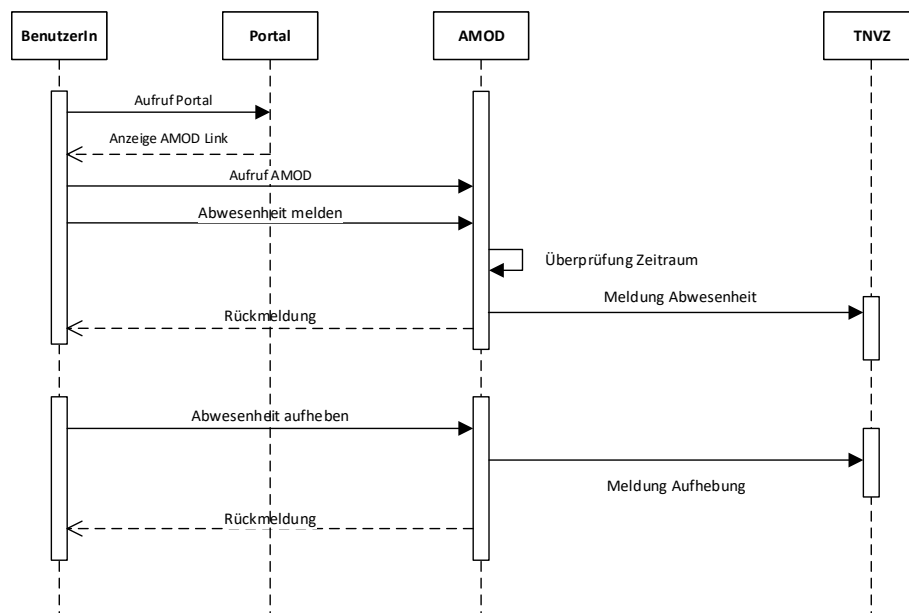 BenutzerIn
Portal
AMOD
TNVZ
Aufruf Portal
Anzeige AMOD Link
Aufruf AMOD
Abwesenheit melden
Überprüfung Zeitraum
Meldung Abwesenheit
Rückmeldung
Abwesenheit aufheben
Meldung Aufhebung
Rückmeldung